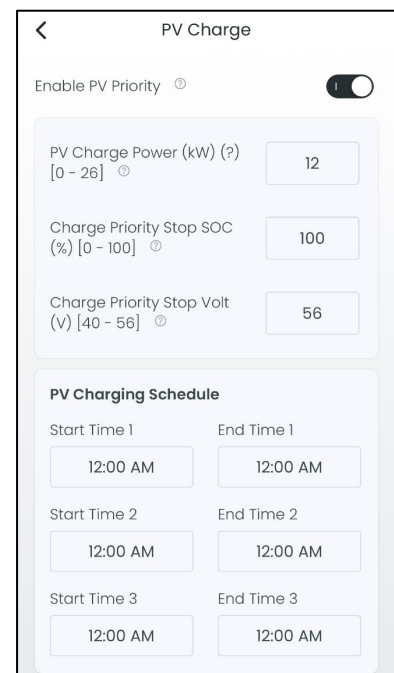 PV Charge
Enable PV Priority
PV Charge Power (kW) (?)
[0 - 26]
12
Charge Priority Stop SOC
(%) [0 - 100]
100
Charge Priority Stop Volt
(V) [40 - 56]
56
PV Charging Schedule
Start Time 1 End Time 1
12:00 AM 12:00 AM
Start Time 2 End Time 2
12:00 AM 12:00 AM
Start Time 3 End Time 3
12:00 AM 12:00 AM